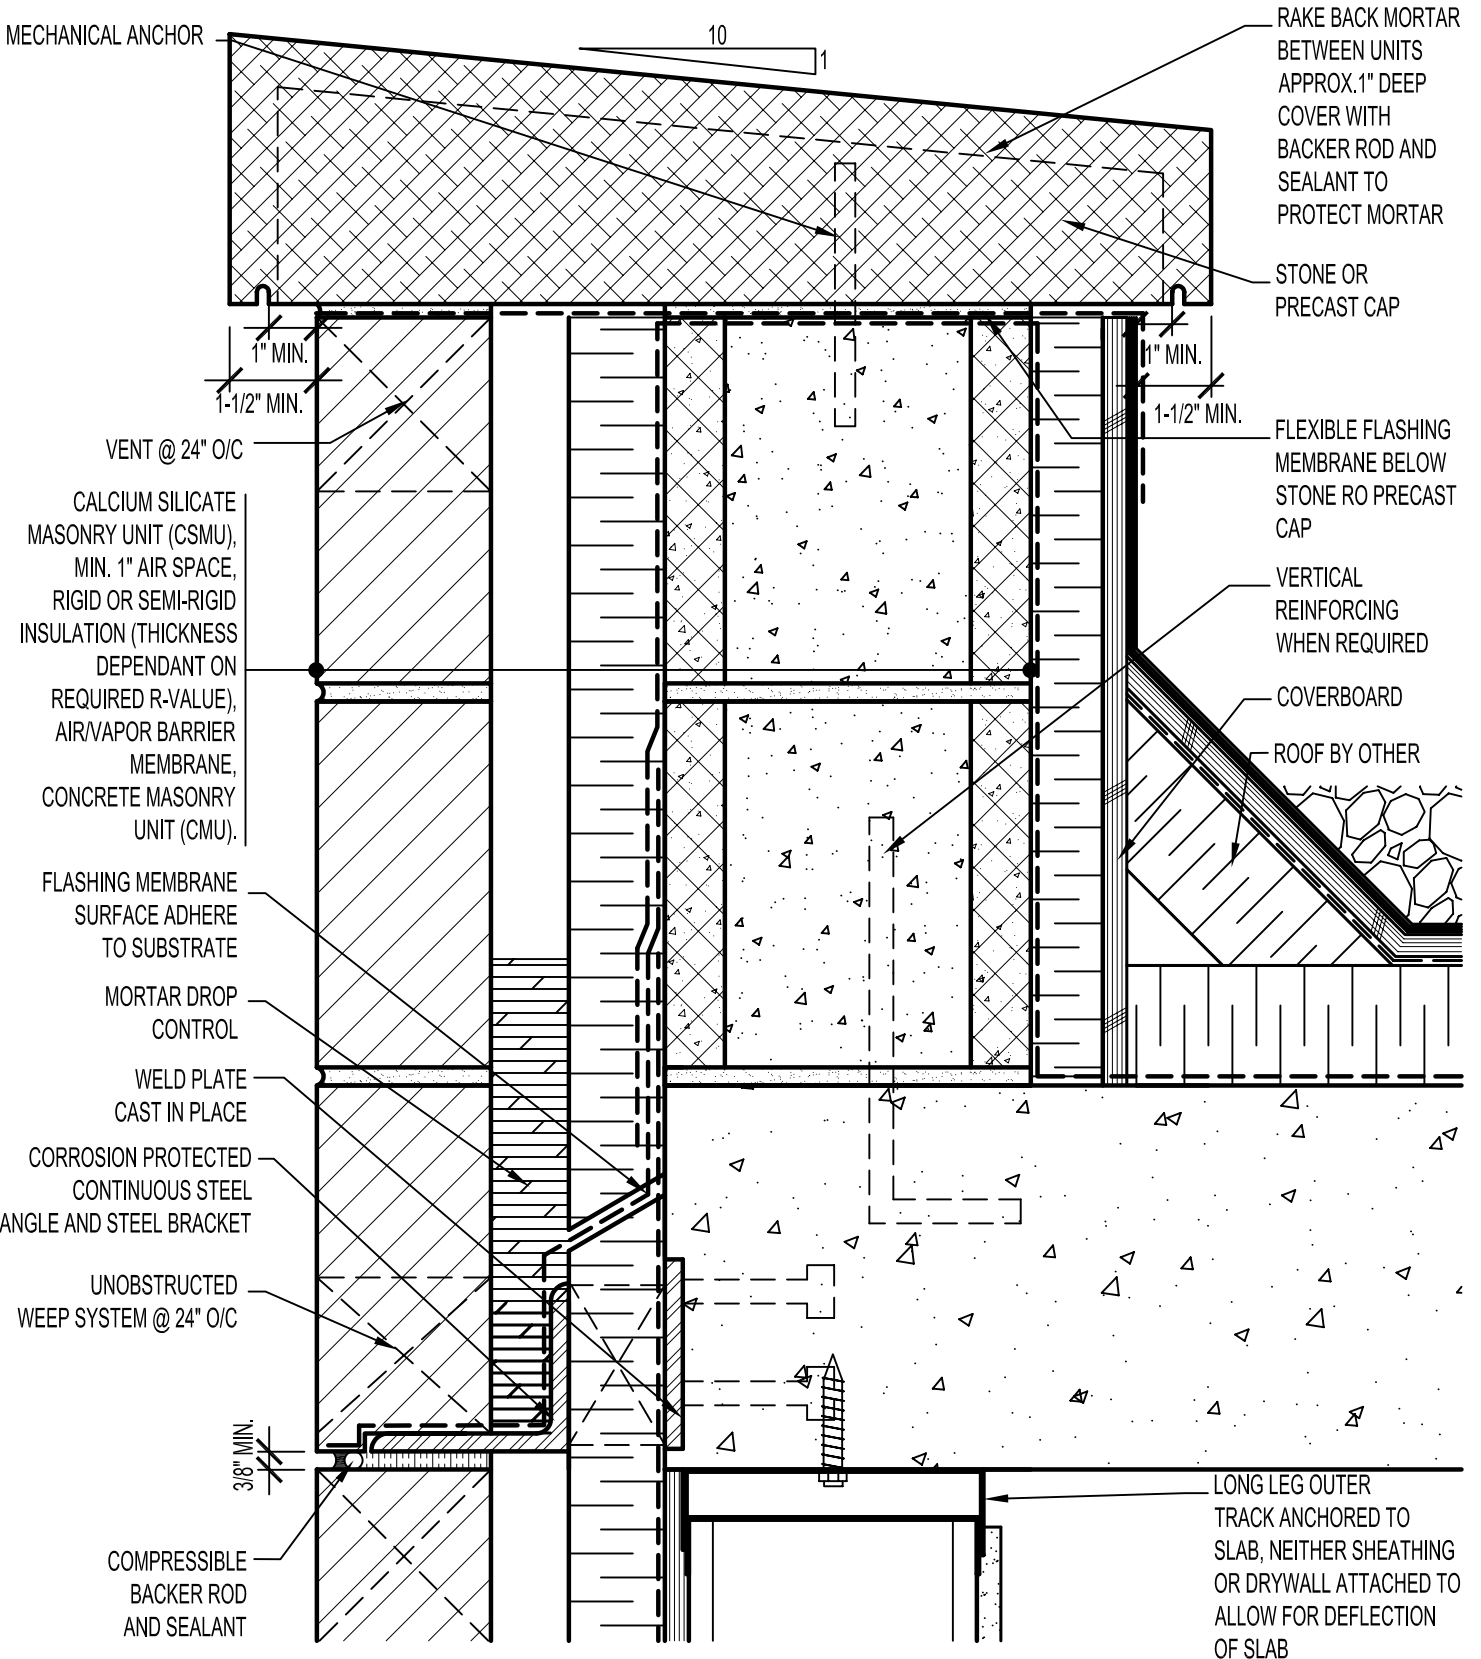 MECHANICAL ANCHOR
10
1
RAKE BACK MORTAR
BETWEEN UNITS
APPROX.1" DEEP
COVER WITH
BACKER ROD AND
SEALANT TO
PROTECT MORTAR
STONE OR
PRECAST CAP
1" MIN.
1-1/2" MIN.
1" MIN.
1-1/2" MIN.
VENT @ 24" O/C
CALCIUM SILICATE
MASONRY UNIT (CSMU),
MIN. 1" AIR SPACE,
RIGID OR SEMI-RIGID
INSULATION (THICKNESS
DEPENDANT ON
REQUIRED R-VALUE),
AIR/VAPOR BARRIER
MEMBRANE,
CONCRETE MASONRY
UNIT (CMU).
FLEXIBLE FLASHING
MEMBRANE BELOW
STONE RO PRECAST
CAP
VERTICAL
REINFORCING
WHEN REQUIRED
COVERBOARD
ROOF BY OTHER
FLASHING MEMBRANE
SURFACE ADHERE
TO SUBSTRATE
MORTAR DROP
CONTROL
WELD PLATE
CAST IN PLACE
CORROSION PROTECTED
CONTINUOUS STEEL
ANGLE AND STEEL BRACKET
UNOBSTRUCTED
WEEP SYSTEM @ 24" O/C
3/8" MIN.
COMPRESSIBLE
BACKER ROD
AND SEALANT
LONG LEG OUTER
TRACK ANCHORED TO
SLAB, NEITHER SHEATHING
OR DRYWALL ATTACHED TO
ALLOW FOR DEFLECTION
OF SLAB